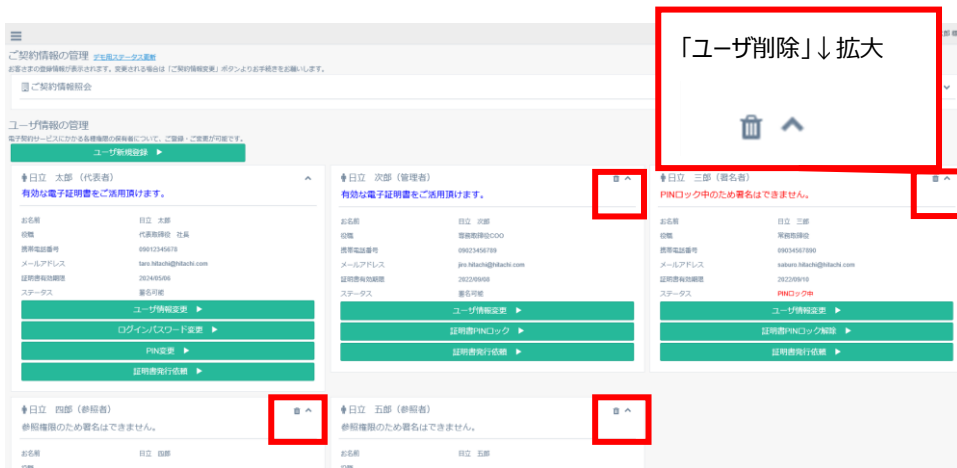 「ユーザ削除」↓拡大
ご契約情報の管理 デモ用ステータス更新
お客さまの登録情報が表示されます。変更される場合は「ご契約情報変更」ボタンよりお手続きをお願いします。
ご契約情報照会
ユーザ情報の管理
電子契約サービスにかかる各種権限の保有者について、ご登録・ご変更が可能です。
ユーザ新規登録 ▶
日立 太郎（代表者）
有効な電子証明書をご活用頂けます。
お名前 日立 太郎
役職 代表取締役 社長
携帯電話番号 09012345678
メールアドレス taro.hitachi@hitachi.com
証明書有効期限 2024/05/06
ステータス 署名可能
ユーザ情報変更 ▶
ログインパスワード変更 ▶
PIN変更 ▶
証明書発行依頼 ▶
日立 次郎（管理者）
有効な電子証明書をご活用頂けます。
お名前 日立 次郎
役職 常務取締役COO
携帯電話番号 09023456789
メールアドレス jiro.hitachi@hitachi.com
証明書有効期限 2022/09/08
ステータス 署名可能
ユーザ情報変更 ▶
証明書PINロック ▶
証明書発行依頼 ▶
日立 三郎（署名者）
PINロック中のため署名はできません。
お名前 日立 三郎
役職 常務取締役
携帯電話番号 09034567890
メールアドレス saburo.hitachi@hitachi.com
証明書有効期限 2022/09/10
ステータス PINロック中
ユーザ情報変更 ▶
証明書PINロック解除 ▶
証明書発行依頼 ▶
日立 四郎（参照者）
参照権限のため署名はできません。
お名前 日立 四郎
役職
日立 五郎（参照者）
参照権限のため署名はできません。
お名前 日立 五郎